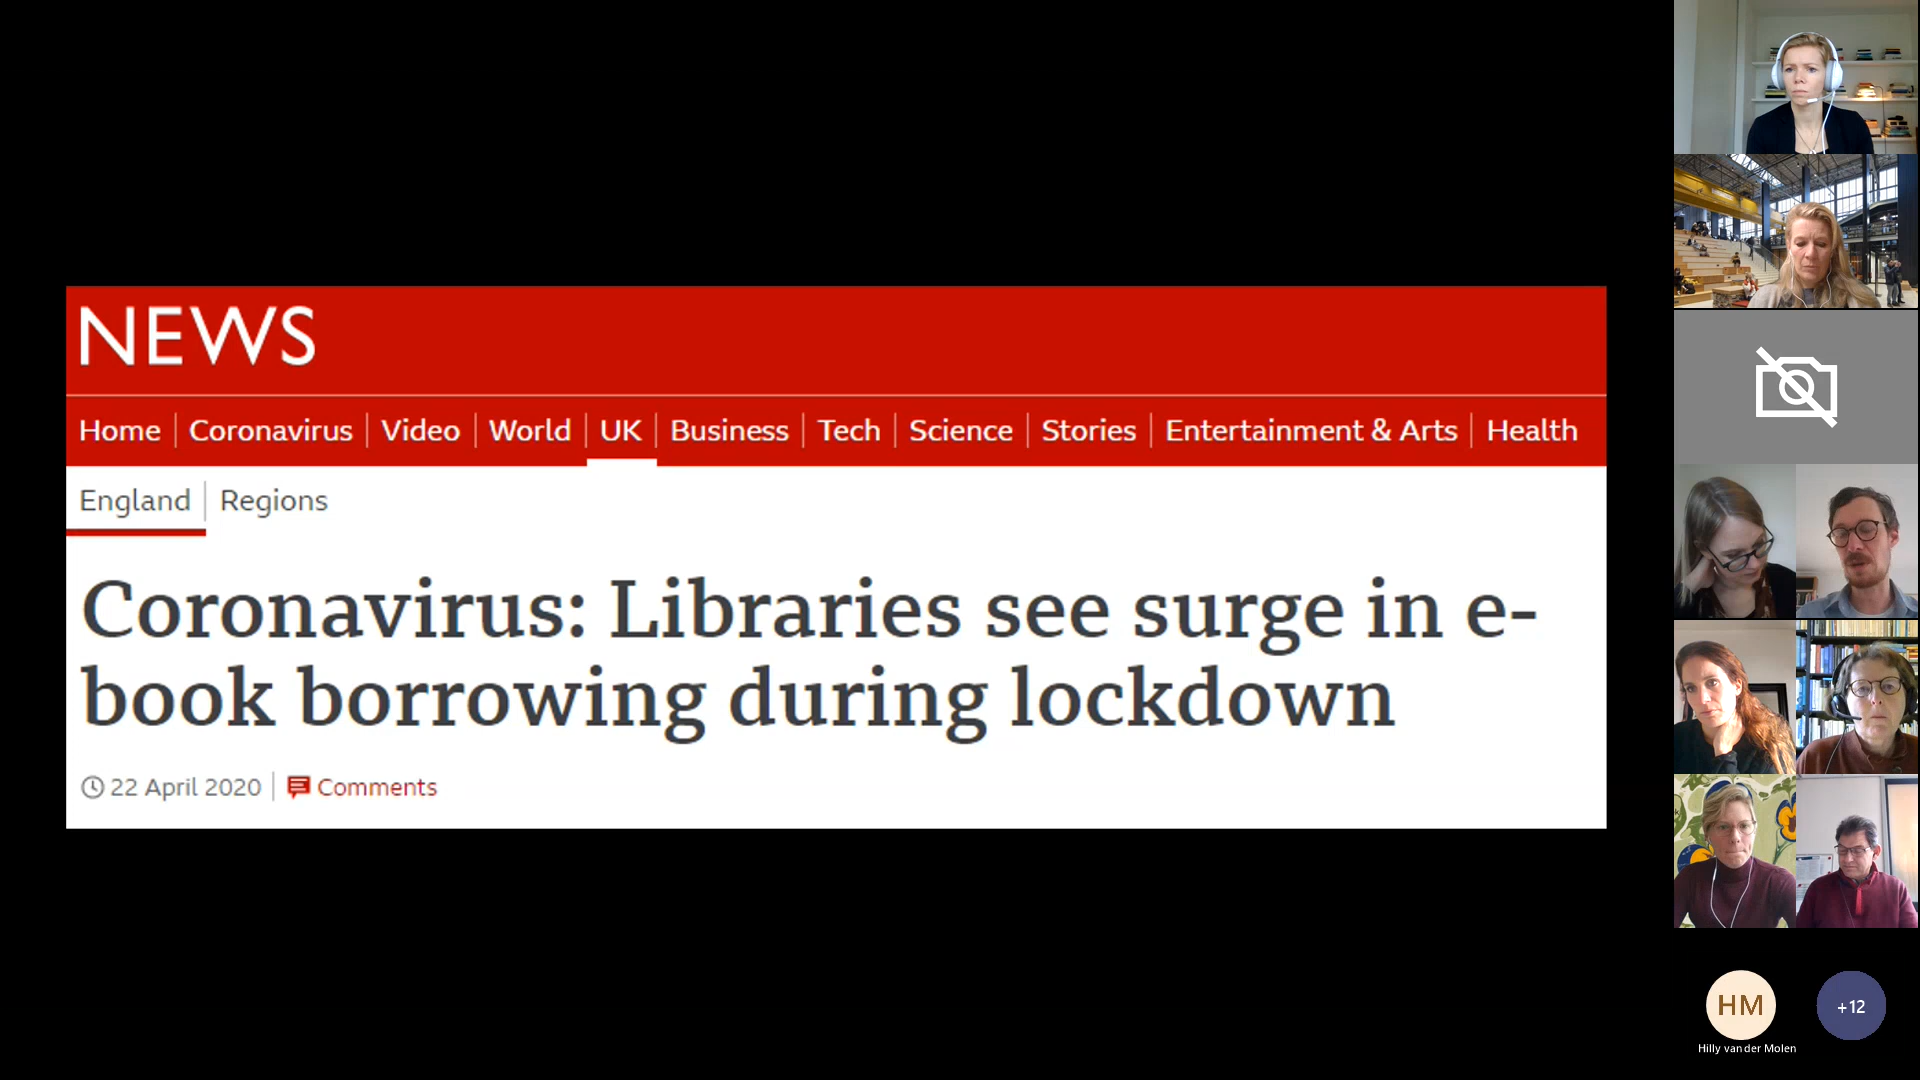 NEWS
Home Coronavirus Video World UK Business Tech Science Stories Entertainment & Arts Health
England Regions
Coronavirus: Libraries see surge in e-
book borrowing during lockdown
22 April 2020 Comments
HM
+12
Hilly van der Molen